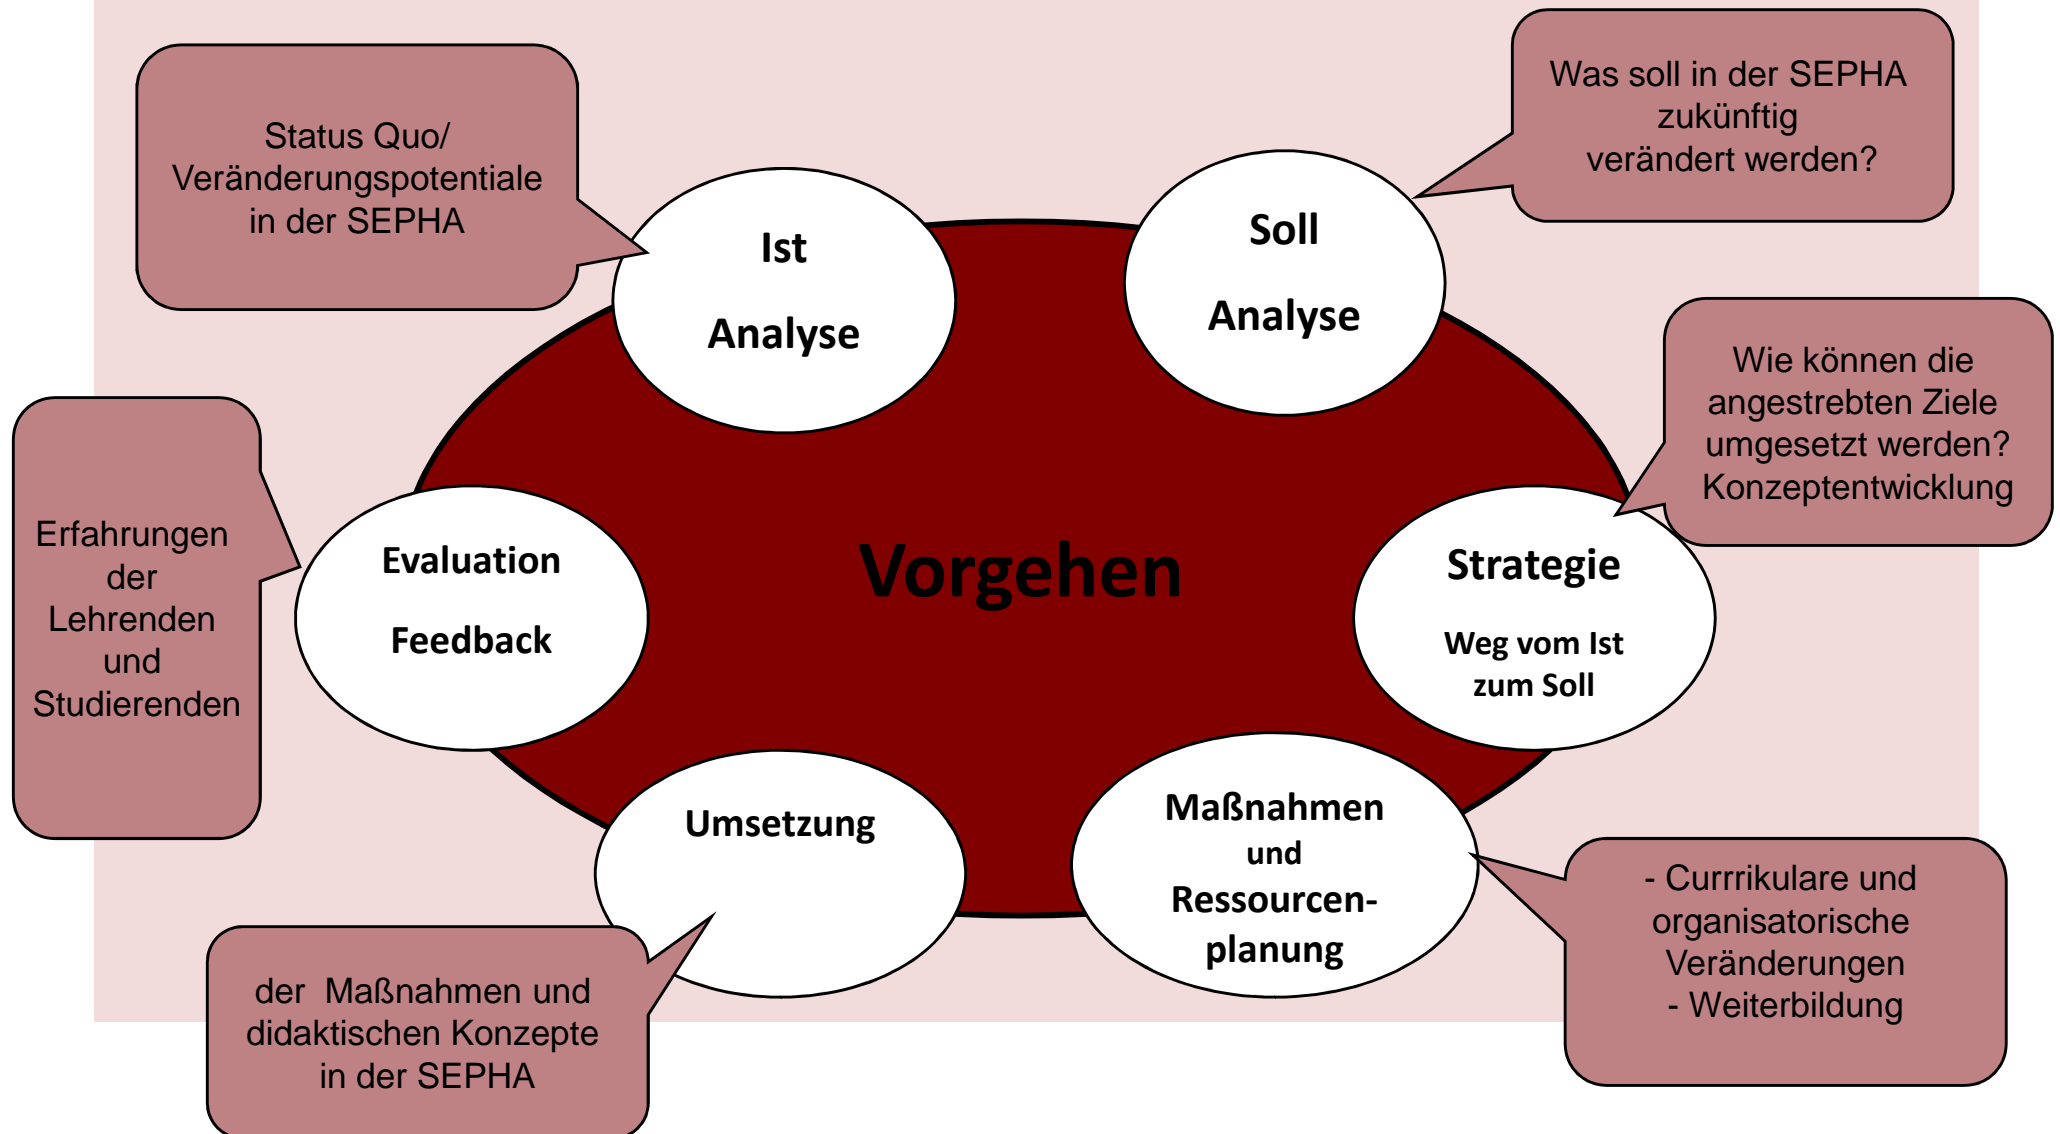 Status Quo/
Veränderungspotentiale
in der SEPHA
Ist
Analyse
Was soll in der SEPHA
zukünftig
verändert werden?
Soll
Analyse
Wie können die
angestrebten Ziele
umgesetzt werden?
Konzeptentwicklung
Strategie
Weg vom Ist
zum Soll
Vorgehen
Maßnahmen
und
Ressourcen-
planung
- Currrikulare und
organisatorische
Veränderungen
- Weiterbildung
Umsetzung
der  Maßnahmen und
didaktischen Konzepte
in der SEPHA
Evaluation
Feedback
Erfahrungen
der
Lehrenden
und
Studierenden